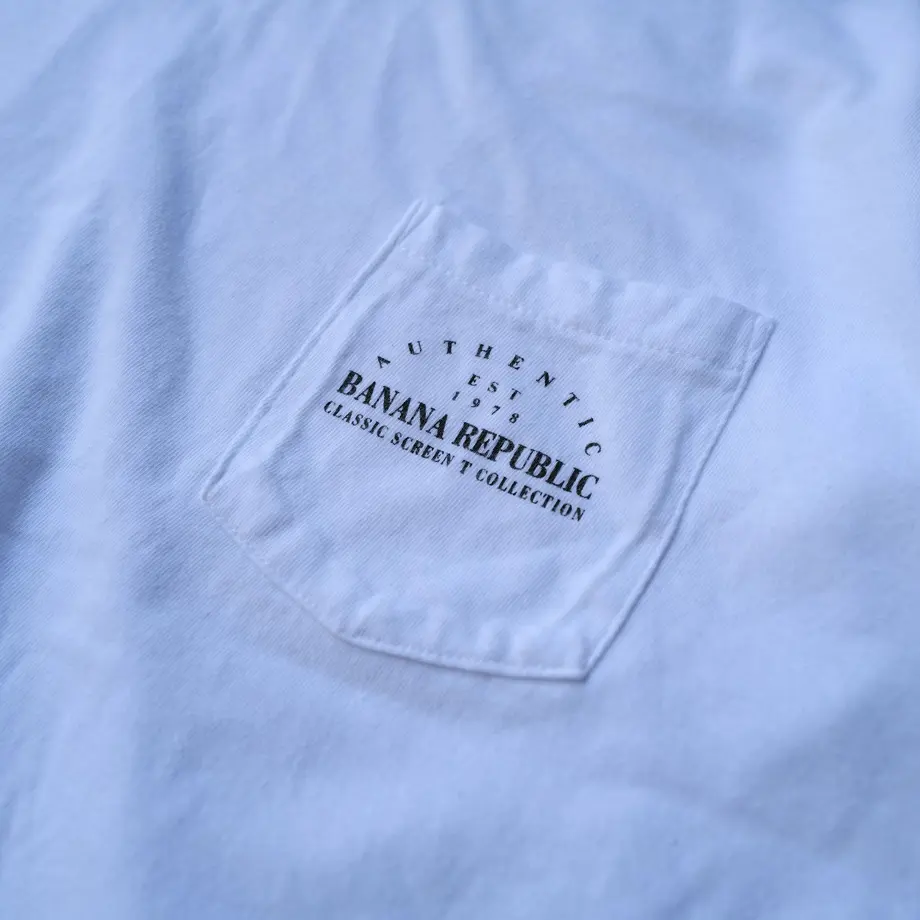 AUTHENTIC
EST
1978
BANANA REPUBLIC
CLASSIC SCREEN T COLLECTION